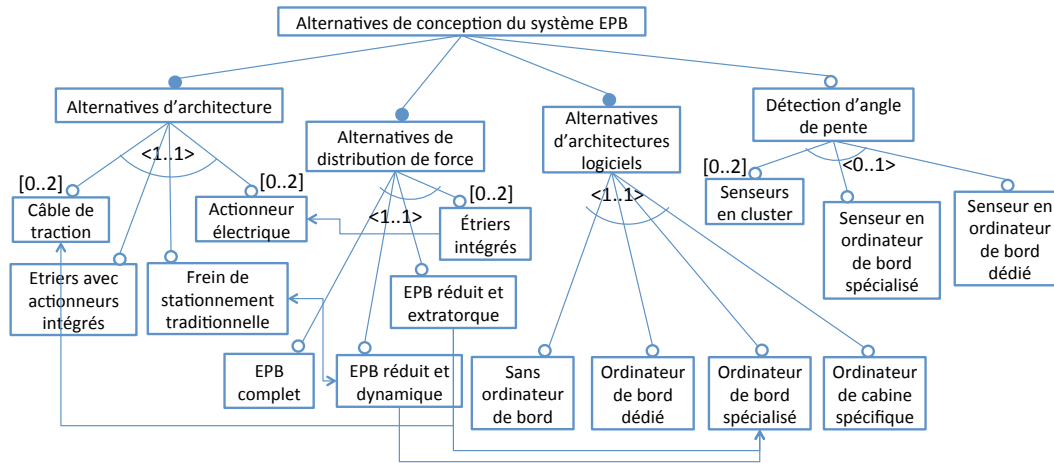 Alternatives de conception du système EPB
Alternatives d'architecture
Alternatives de
distribution de force
Alternatives
d'architectures
logiciels
Détection d'angle
de pente
<1..1>
<1..1>
<1..1>
<0..1>
[0..2]
Câble de
traction
[0..2]
Actionneur
électrique
[0..2]
Étriers
intégrés
[0..2]
Senseurs
en cluster
Senseur en
ordinateur
de bord
spécialisé
Senseur en
ordinateur
de bord
dédié
Etriers avec
actionneurs
intégrés
Frein de
stationnement
traditionnelle
EPB réduit et
extratorque
EPB
complet
EPB réduit et
dynamique
Sans
ordinateur
de bord
Ordinateur
de bord
dédié
Ordinateur
de bord
spécialisé
Ordinateur
de cabine
spécifique